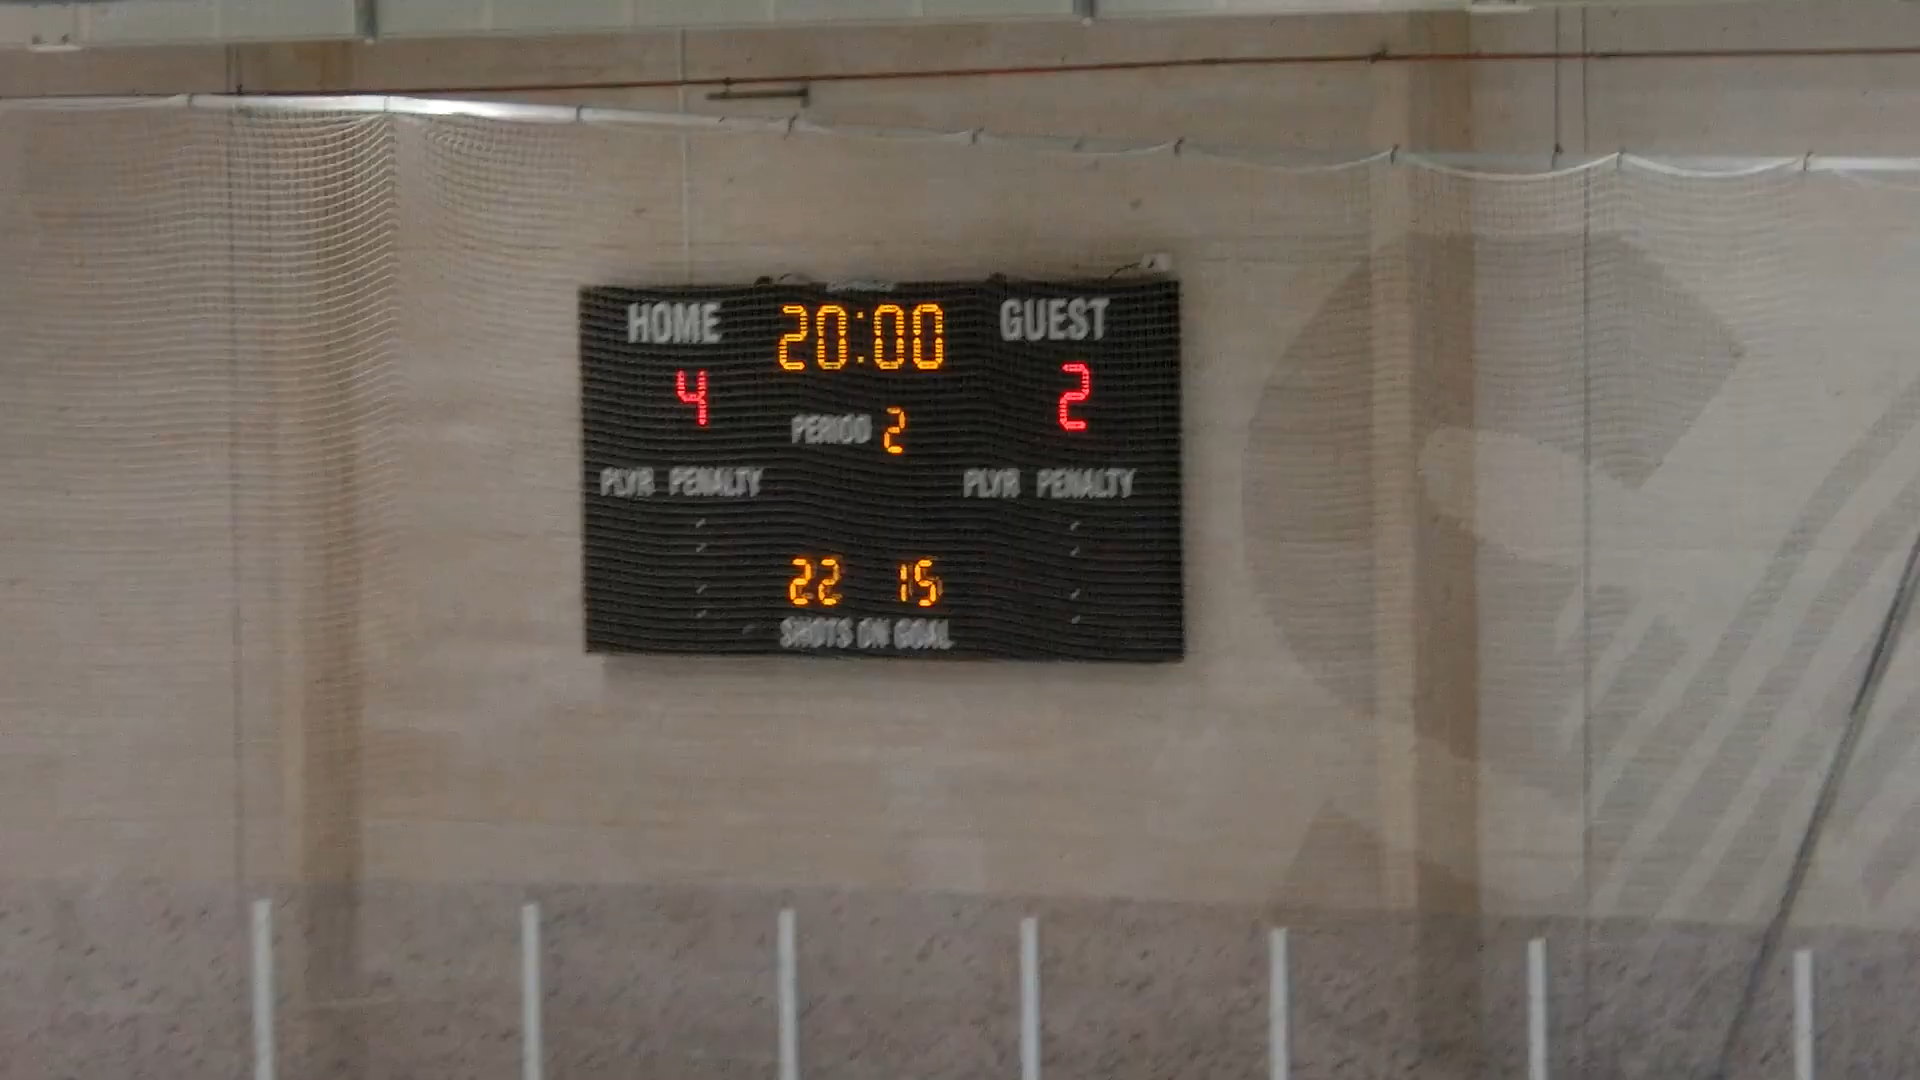 HOME 20:00 GUEST
4 2
PERIOD 2
PLYR PENALTY PLYR PENALTY
22 15
SHOTS ON GOAL